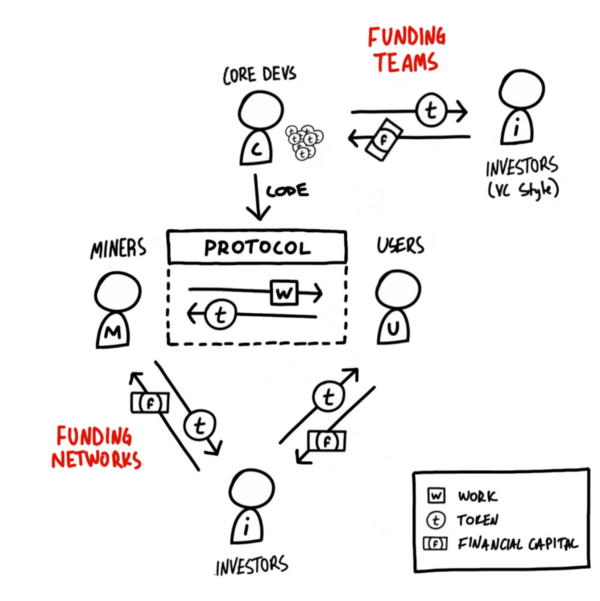 FUNDING
TEAMS
CORE DEVS
t
f
C
t t t
t t t
t
i
INVESTORS
(VC Style)
CODE
MINERS
PROTOCOL
USERS
W
t
M
U
f
t
t
f
FUNDING
NETWORKS
i
INVESTORS
W WORK
t TOKEN
f FINANCIAL CAPITAL